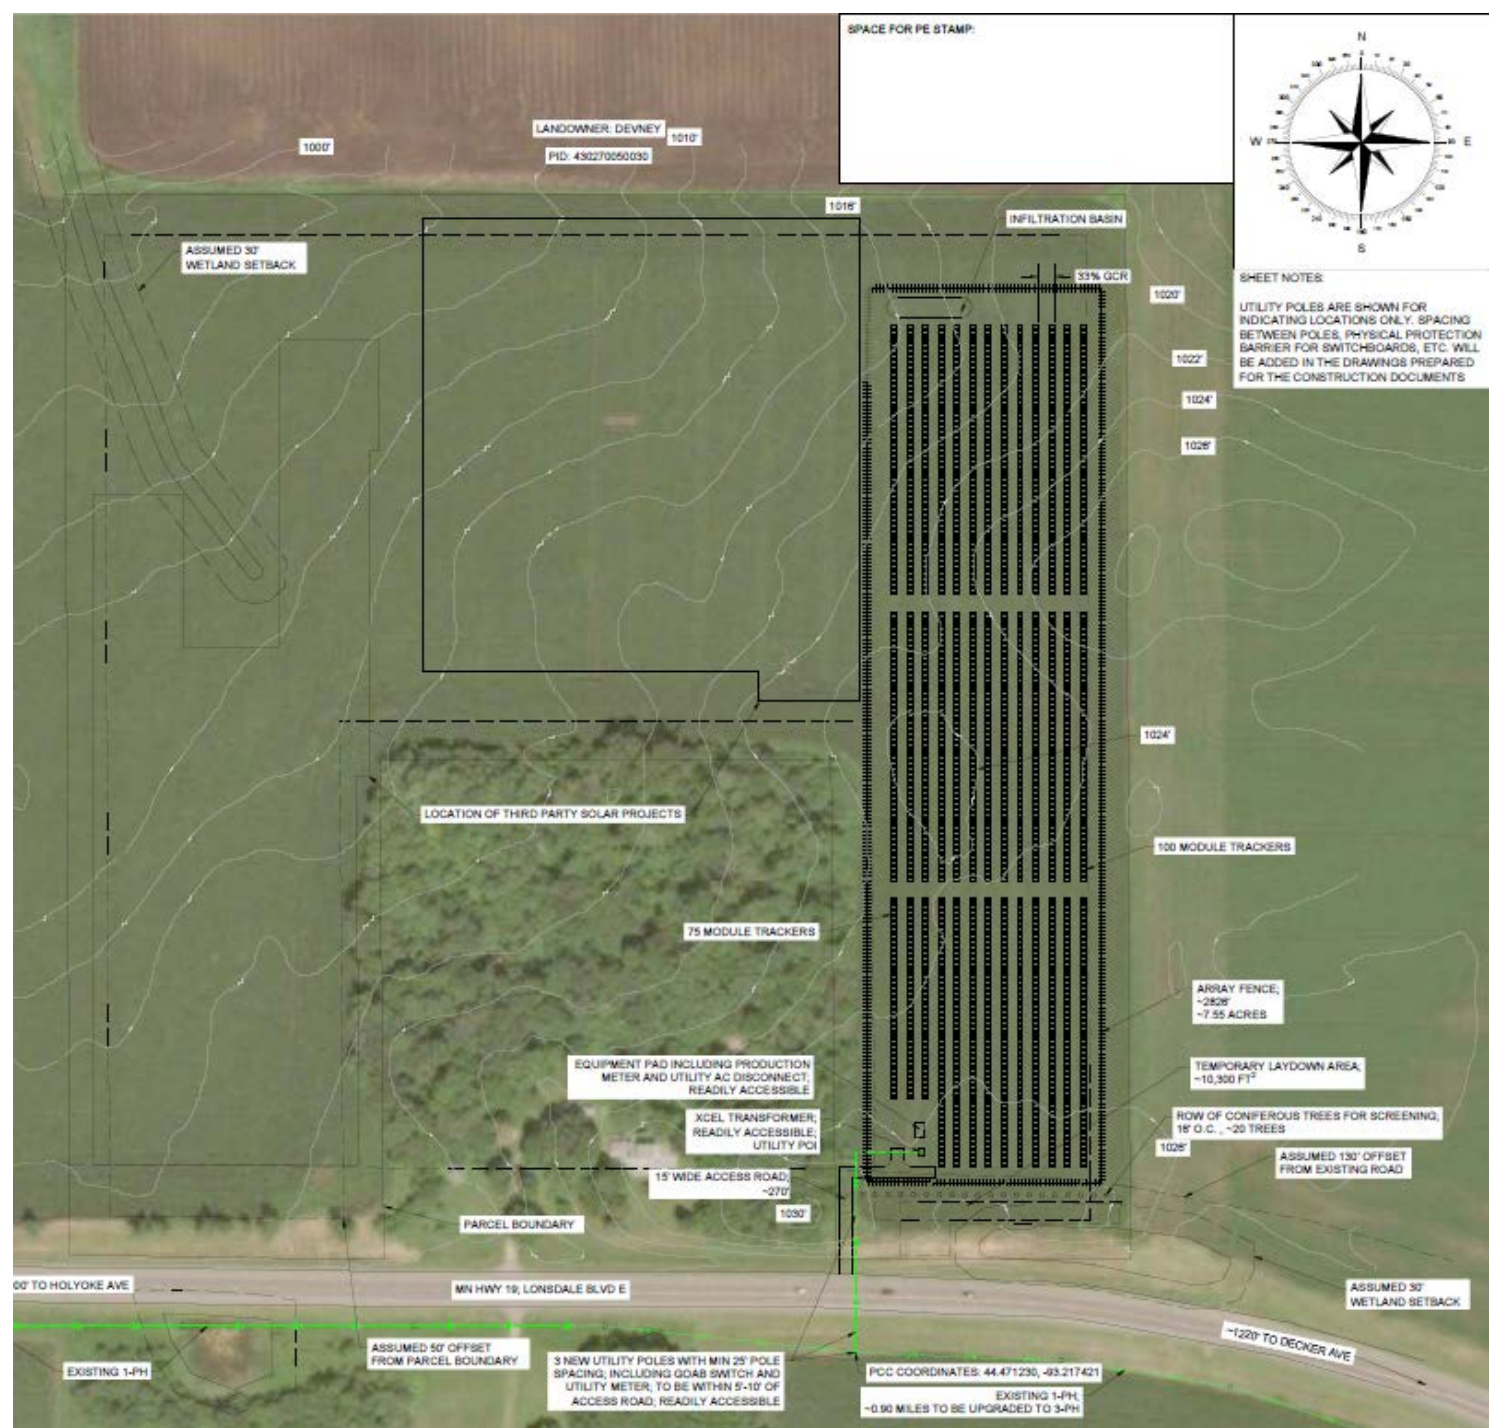 SPACE FOR PE STAMP:
N
W
E
S
LANDOWNER: DEVNEY
PID: 430270050030
1000'
1010'
1016'
INFILTRATION BASIN
ASSUMED 30'
WETLAND SETBACK
33% GCR
SHEET NOTES:
UTILITY POLES ARE SHOWN FOR
INDICATING LOCATIONS ONLY. SPACING
BETWEEN POLES, PHYSICAL PROTECTION
BARRIER FOR SWITCHBOARDS, ETC. WILL
BE ADDED IN THE DRAWINGS PREPARED
FOR THE CONSTRUCTION DOCUMENTS
1020'
1022'
1024'
1026'
1024'
LOCATION OF THIRD PARTY SOLAR PROJECTS
100 MODULE TRACKERS
75 MODULE TRACKERS
ARRAY FENCE;
~2826'
~7.55 ACRES
EQUIPMENT PAD INCLUDING PRODUCTION
METER AND UTILITY AC DISCONNECT;
READILY ACCESSIBLE
TEMPORARY LAYDOWN AREA;
~10,300 FT²
XCEL TRANSFORMER;
READILY ACCESSIBLE;
UTILITY POI
ROW OF CONIFEROUS TREES FOR SCREENING;
16' O.C., ~20 TREES
1026'
ASSUMED 130' OFFSET
FROM EXISTING ROAD
15' WIDE ACCESS ROAD;
~270'
1030'
PARCEL BOUNDARY
00' TO HOLYOKE AVE
MN HWY 19; LONSDALE BLVD E
ASSUMED 30'
WETLAND SETBACK
~1220' TO DECKER AVE
EXISTING 1-PH
ASSUMED 50' OFFSET
FROM PARCEL BOUNDARY
3 NEW UTILITY POLES WITH MIN 25' POLE
SPACING; INCLUDING GOAB SWITCH AND
UTILITY METER; TO BE WITHIN 5'-10' OF
ACCESS ROAD; READILY ACCESSIBLE
PCC COORDINATES: 44.471230, -93.217421
EXISTING 1-PH;
~0.90 MILES TO BE UPGRADED TO 3-PH